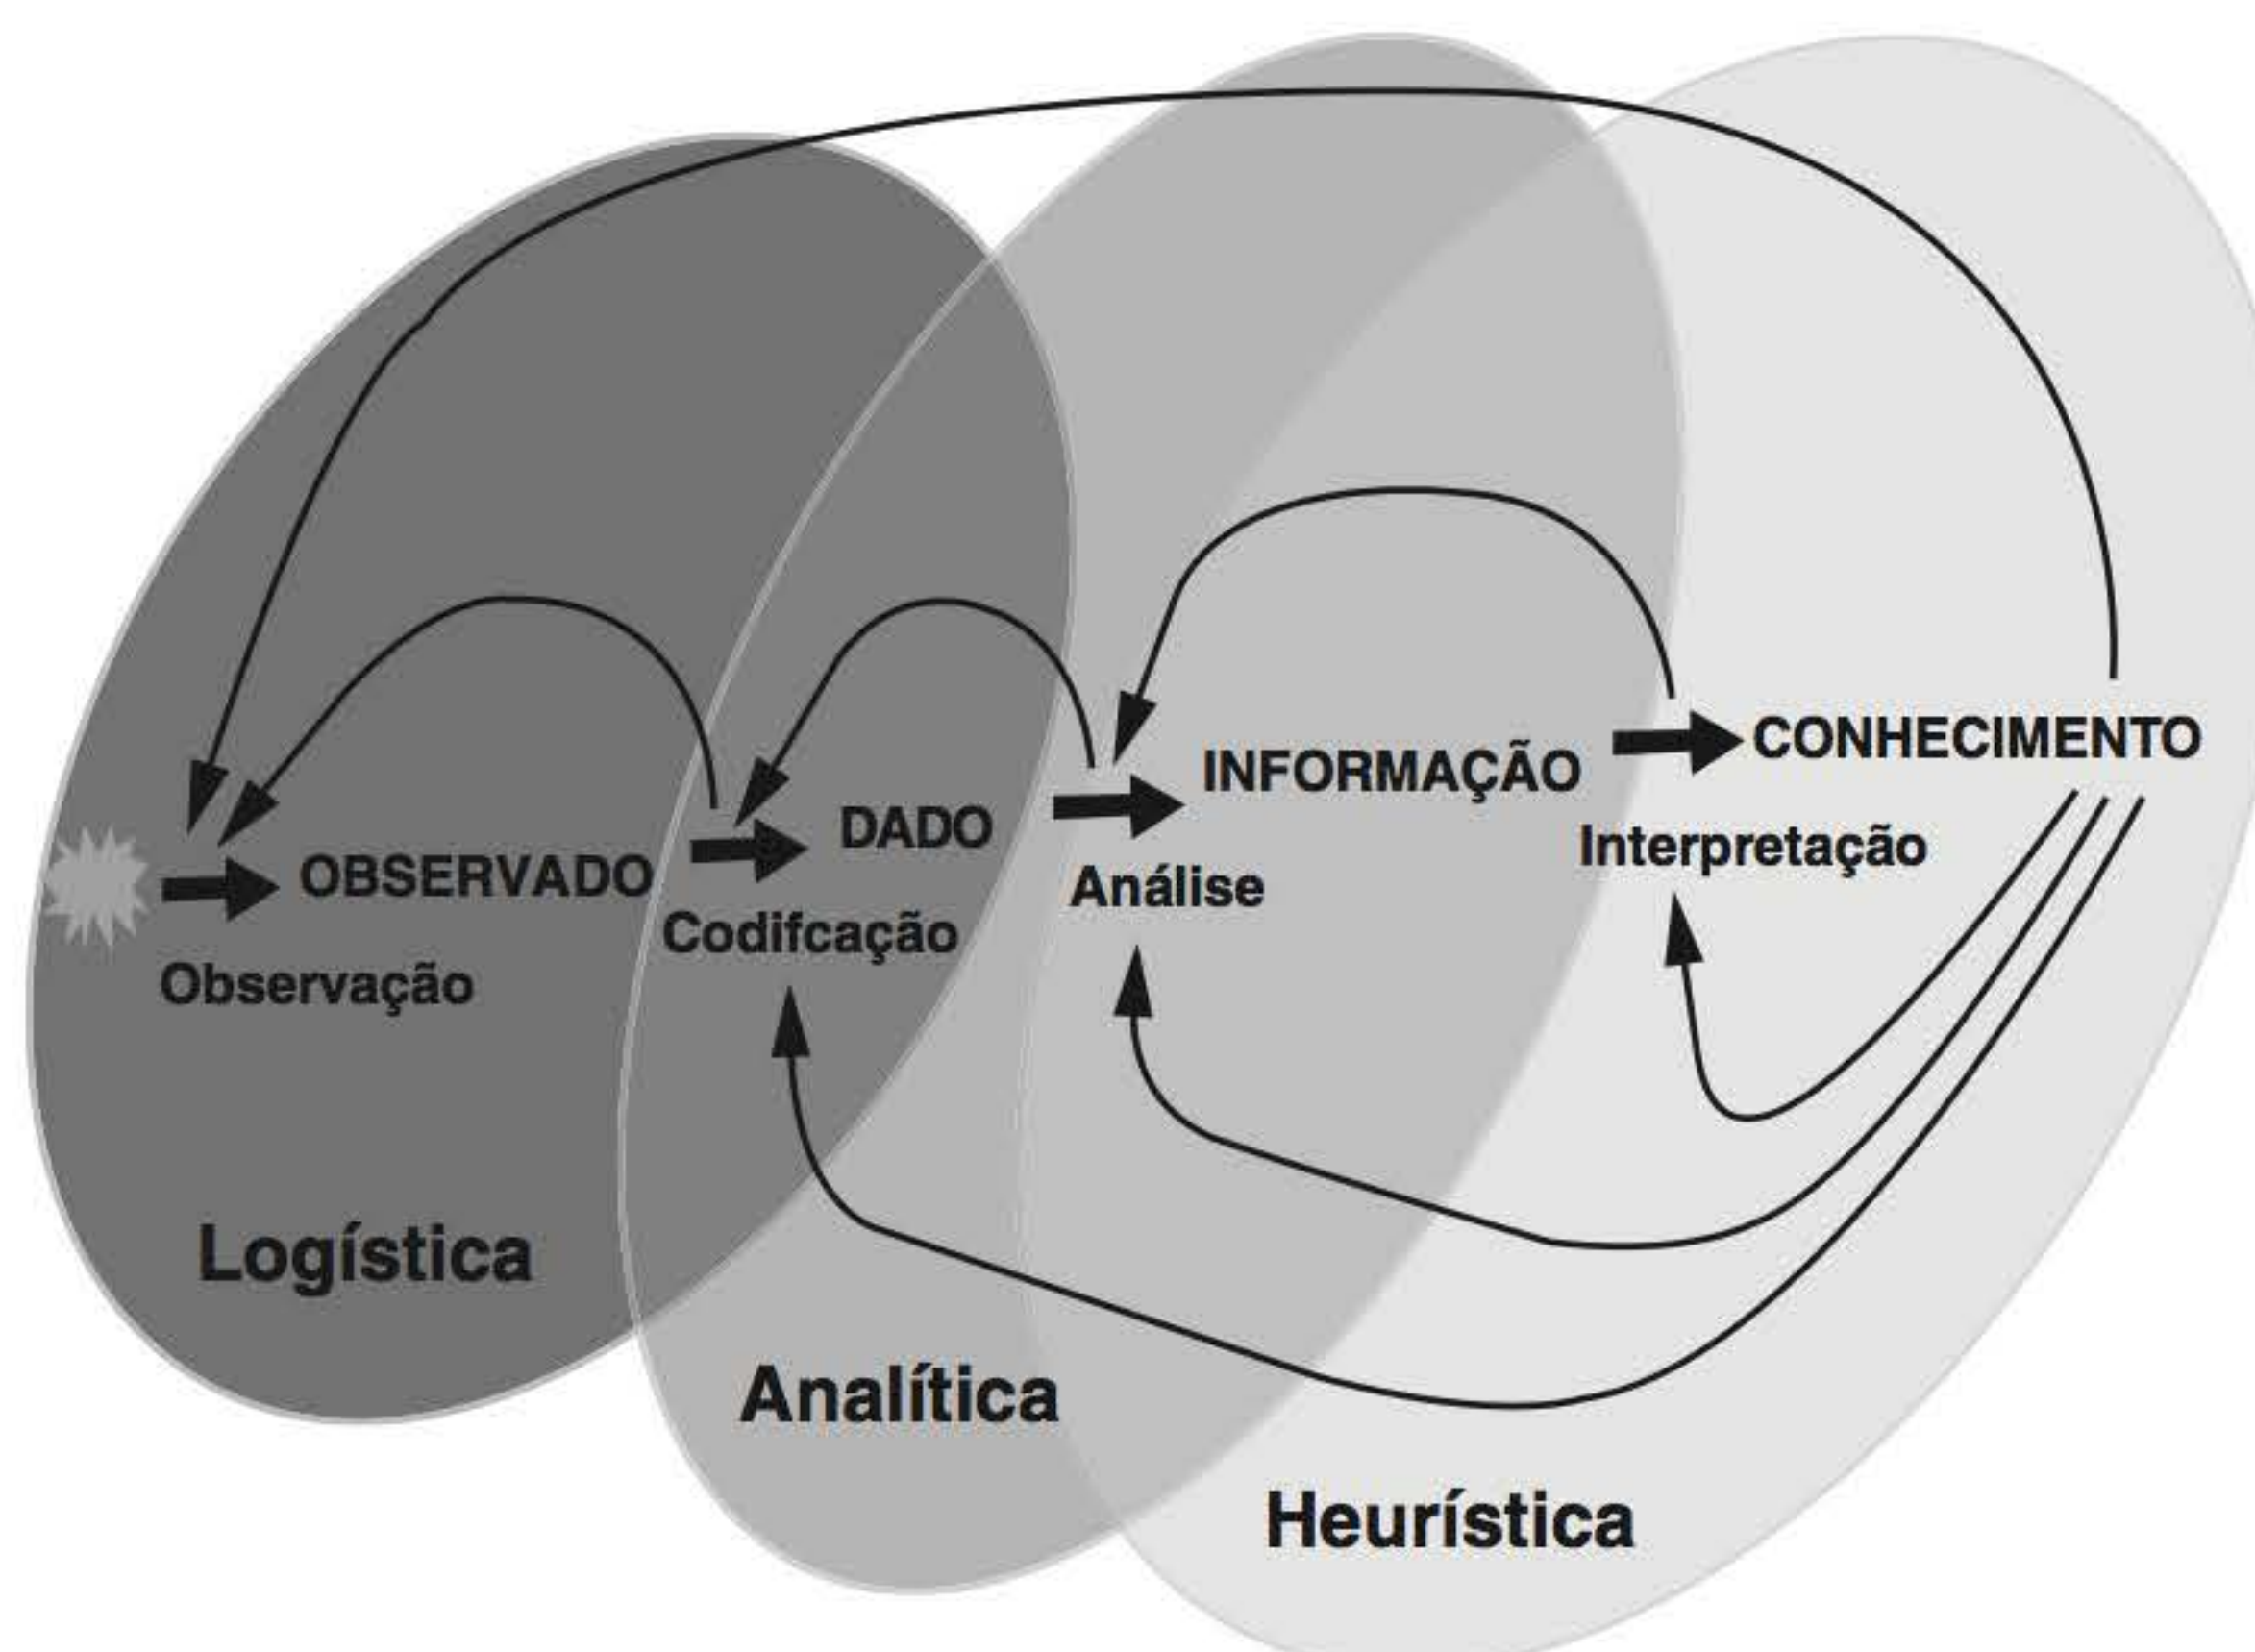 OBSERVADO
Observação
DADO
Codifcação
INFORMAÇÃO
Análise
CONHECIMENTO
Interpretação
Logística
Analítica
Heurística